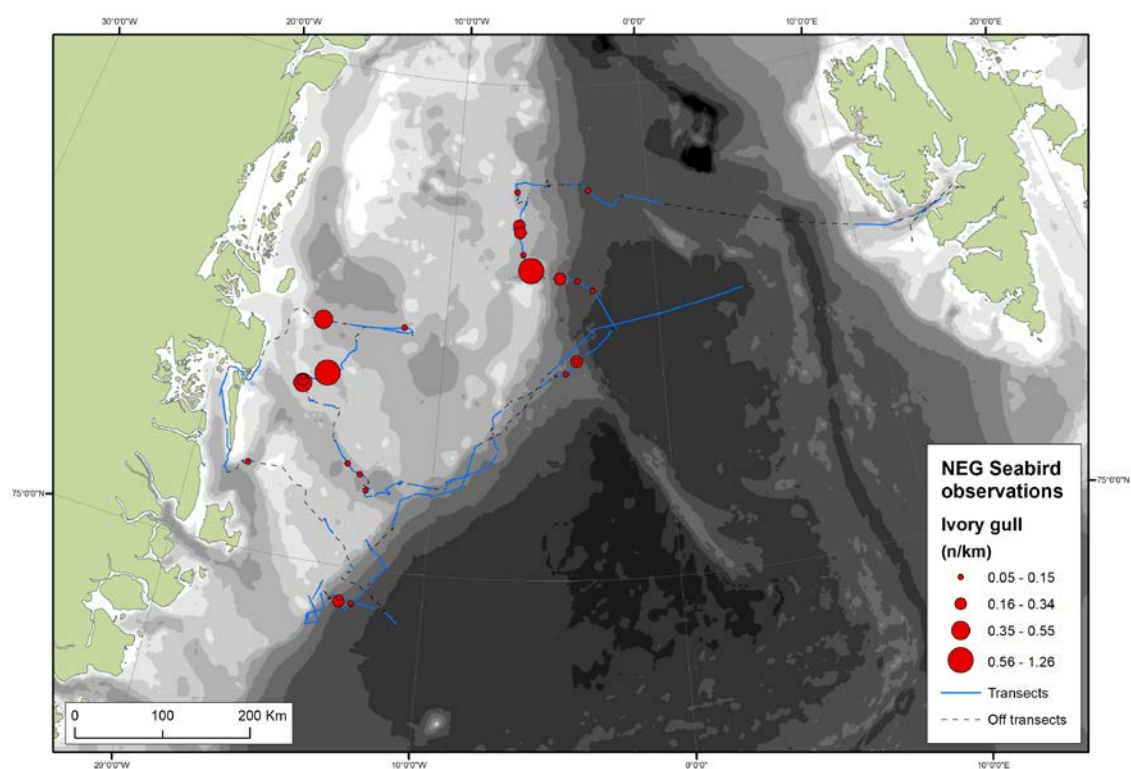 30°0'0"W 20°0'0"W 10°0'0"W 0°0'0" 10°0'0"E 20°0'0"E
75°0'0"N
75°0'0"N
NEG Seabird
observations
Ivory gull
(n/km)
0.05 - 0.15
0.16 - 0.34
0.35 - 0.55
0.56 - 1.26
Transects
Off transects
0 100 200 Km
20°0'0"W 10°0'0"W 0°0'0" 10°0'0"E